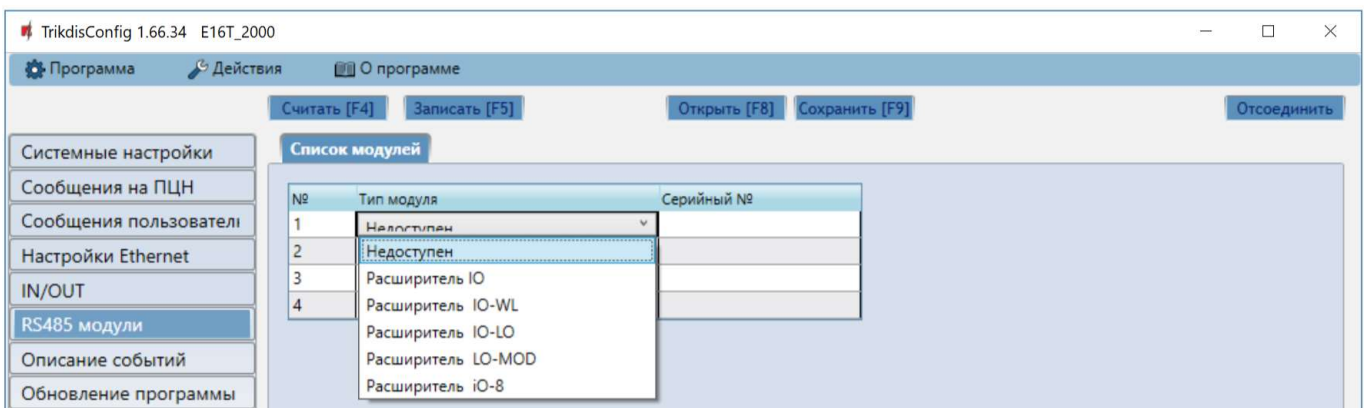 TrikdisConfig 1.66.34 E16T_2000
Программа Действия О программе
Считать [F4] Записать [F5] Открыть [F8] Сохранить [F9] Отсоединить
Системные настройки
Сообщения на ПЦН
Сообщения пользователи
Настройки Ethernet
IN/OUT
RS485 модули
Описание событий
Обновление программы
Список модулей
№ Тип модуля Серийный №
1 Недоступен
2
3
4
Недоступен
Расширитель IO
Расширитель IO-WL
Расширитель IO-LO
Расширитель LO-MOD
Расширитель iO-8